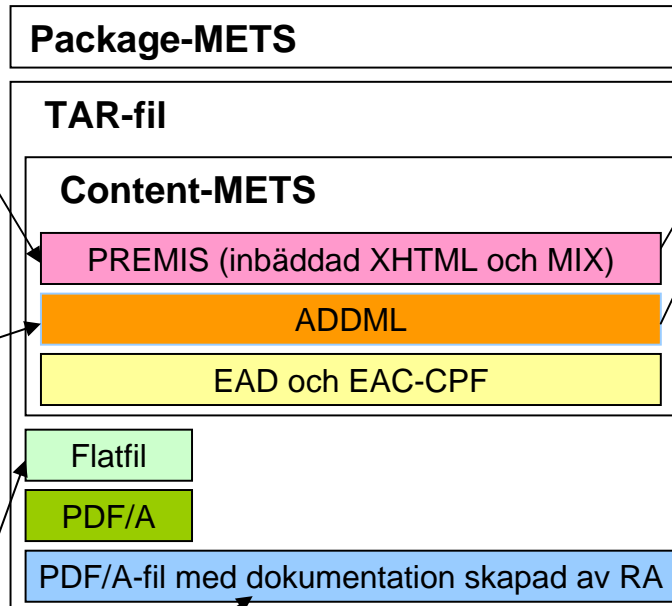 Package-METS
TAR-fil
Content-METS
PREMIS (inbäddad XHTML och MIX)
ADDML
EAD och EAC-CPF
Flatfil
PDF/A
PDF/A-fil med dokumentation skapad av RA